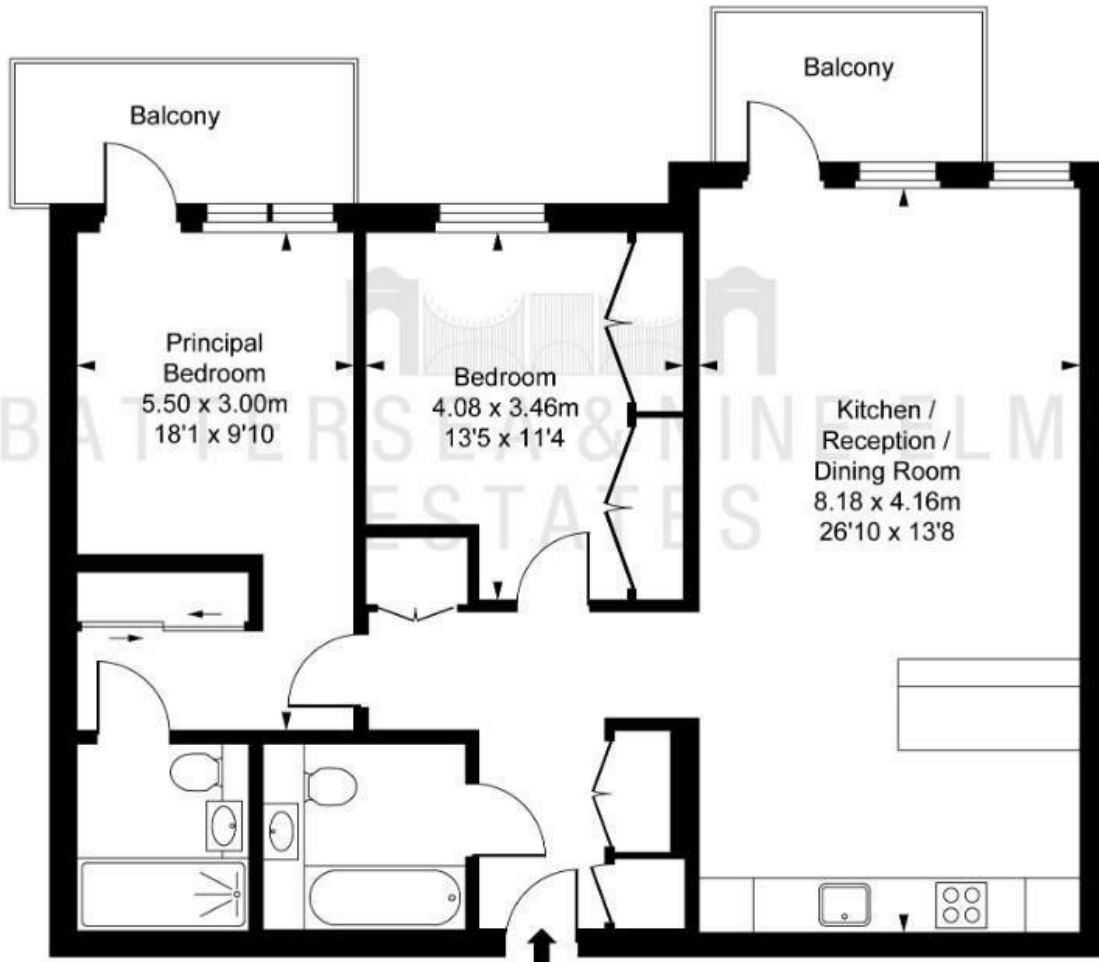 Balcony
Balcony
Principal
Bedroom
5.50 x 3.00m
18'1 x 9'10
Bedroom
4.08 x 3.46m
13'5 x 11'4
Kitchen /
Reception /
Dining Room
8.18 x 4.16m
26'10 x 13'8
BATTERSEA & NINE ELM
ESTATES